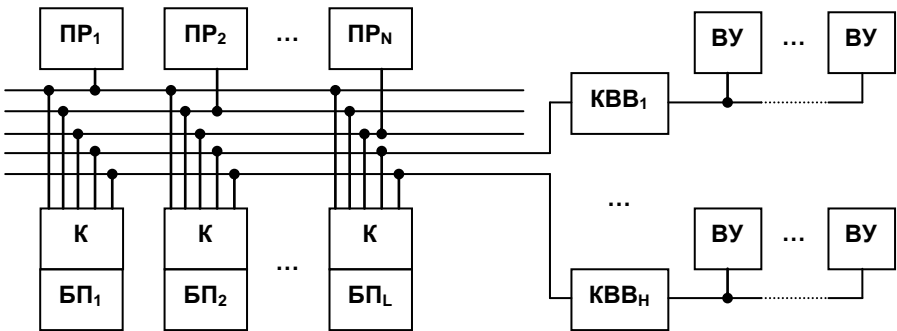 ПР₁ ПР₂ … ПРN ВУ … ВУ
КВВ₁
…
К К К ВУ … ВУ
…
БП₁ БП₂ БПL КВВН